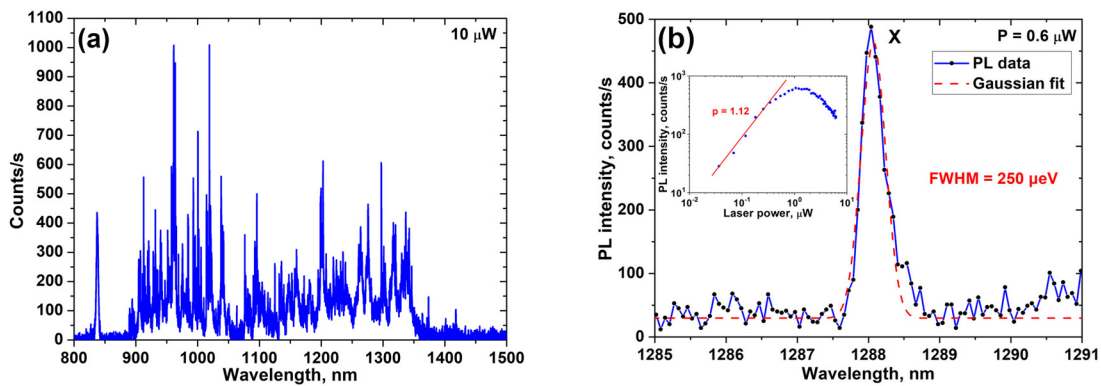 (a)
10 μW
Counts/s
1100
1000
900
800
700
600
500
400
300
200
100
0
800 900 1000 1100 1200 1300 1400 1500
Wavelength, nm
(b)
X
P = 0.6 μW
PL data
Gaussian fit
FWHM = 250 μeV
PL intensity, counts/s
500
400
300
200
100
0
1285 1286 1287 1288 1289 1290 1291
Wavelength, nm
PL intensity, counts/s
10³
10²
10¹
p = 1.12
10⁻² 10⁻¹ 10⁰ 10¹
Laser power, μW